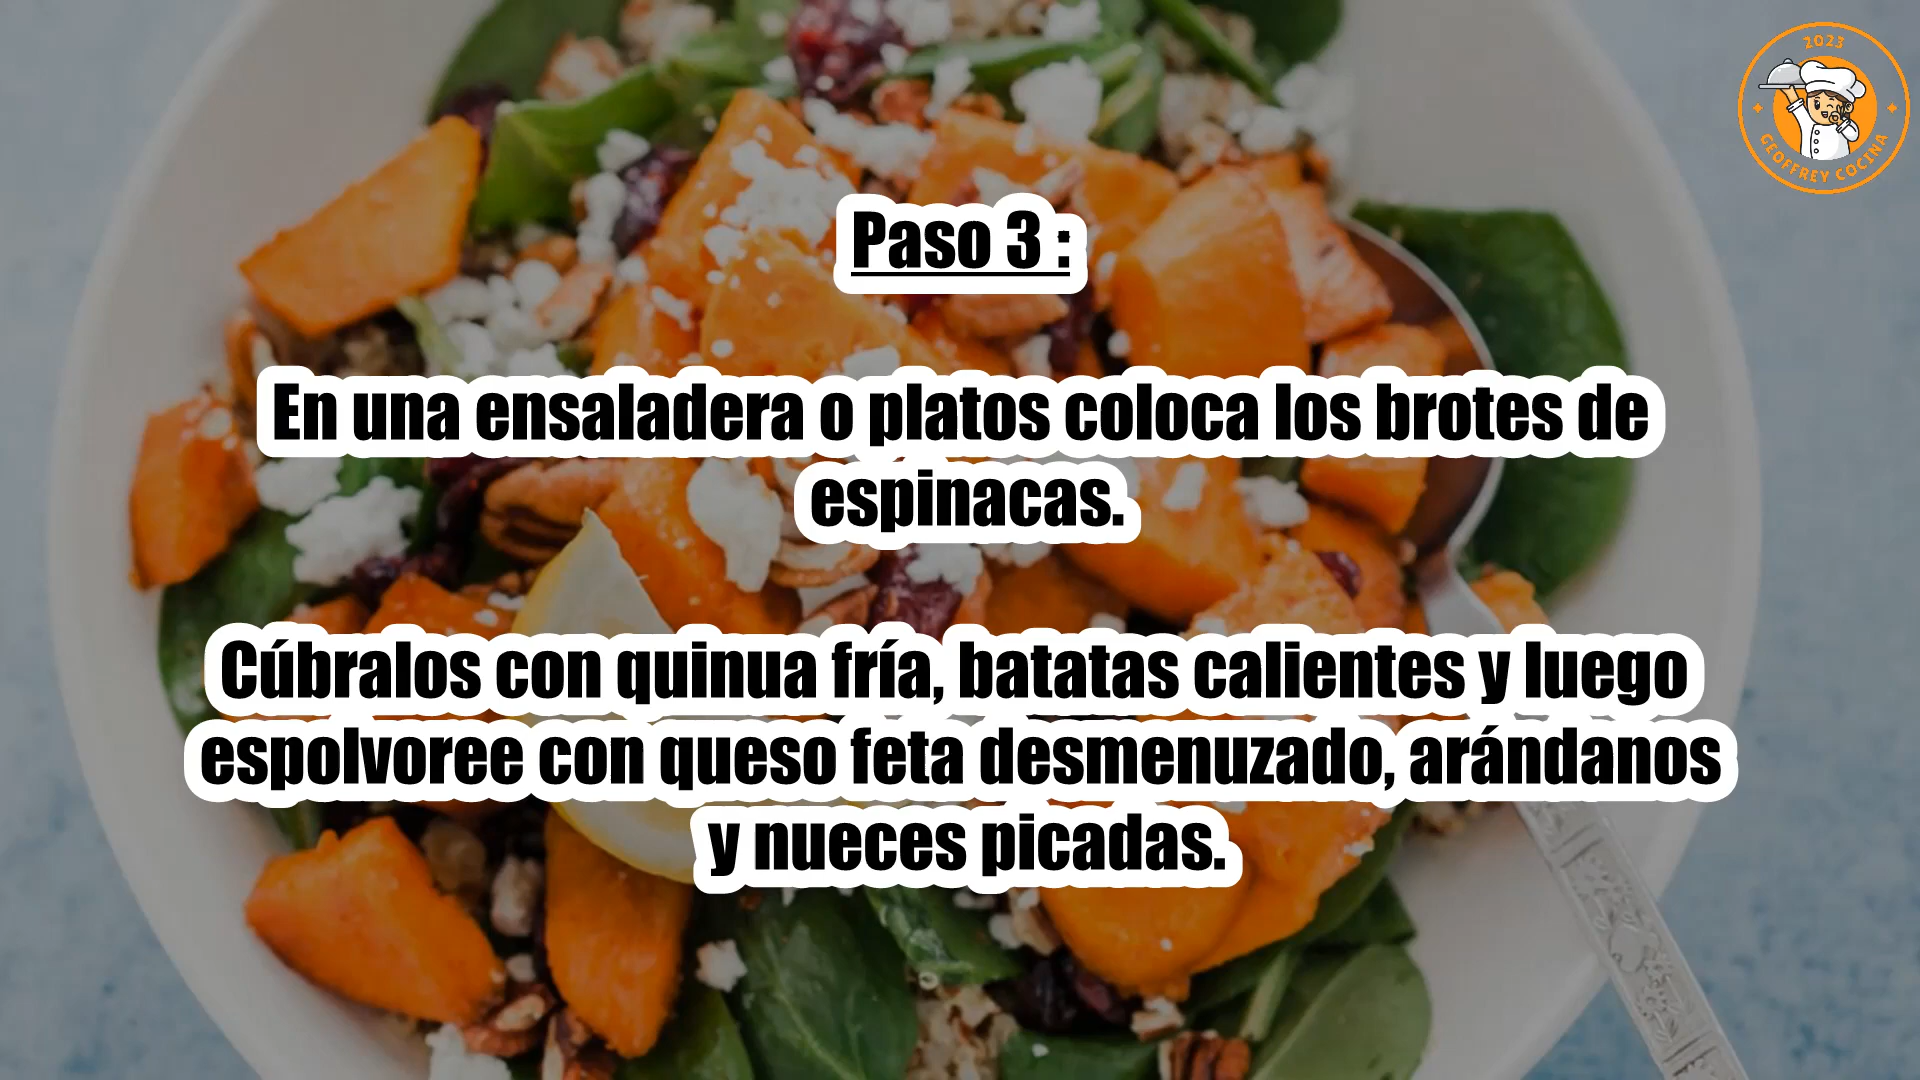 2023
GEOFFREY COCINA
Paso 3 :
En una ensaladera o platos coloca los brotes de
espinacas.
Cúbralos con quinua fría, batatas calientes y luego
espolvoree con queso feta desmenuzado, arándanos
y nueces picadas.